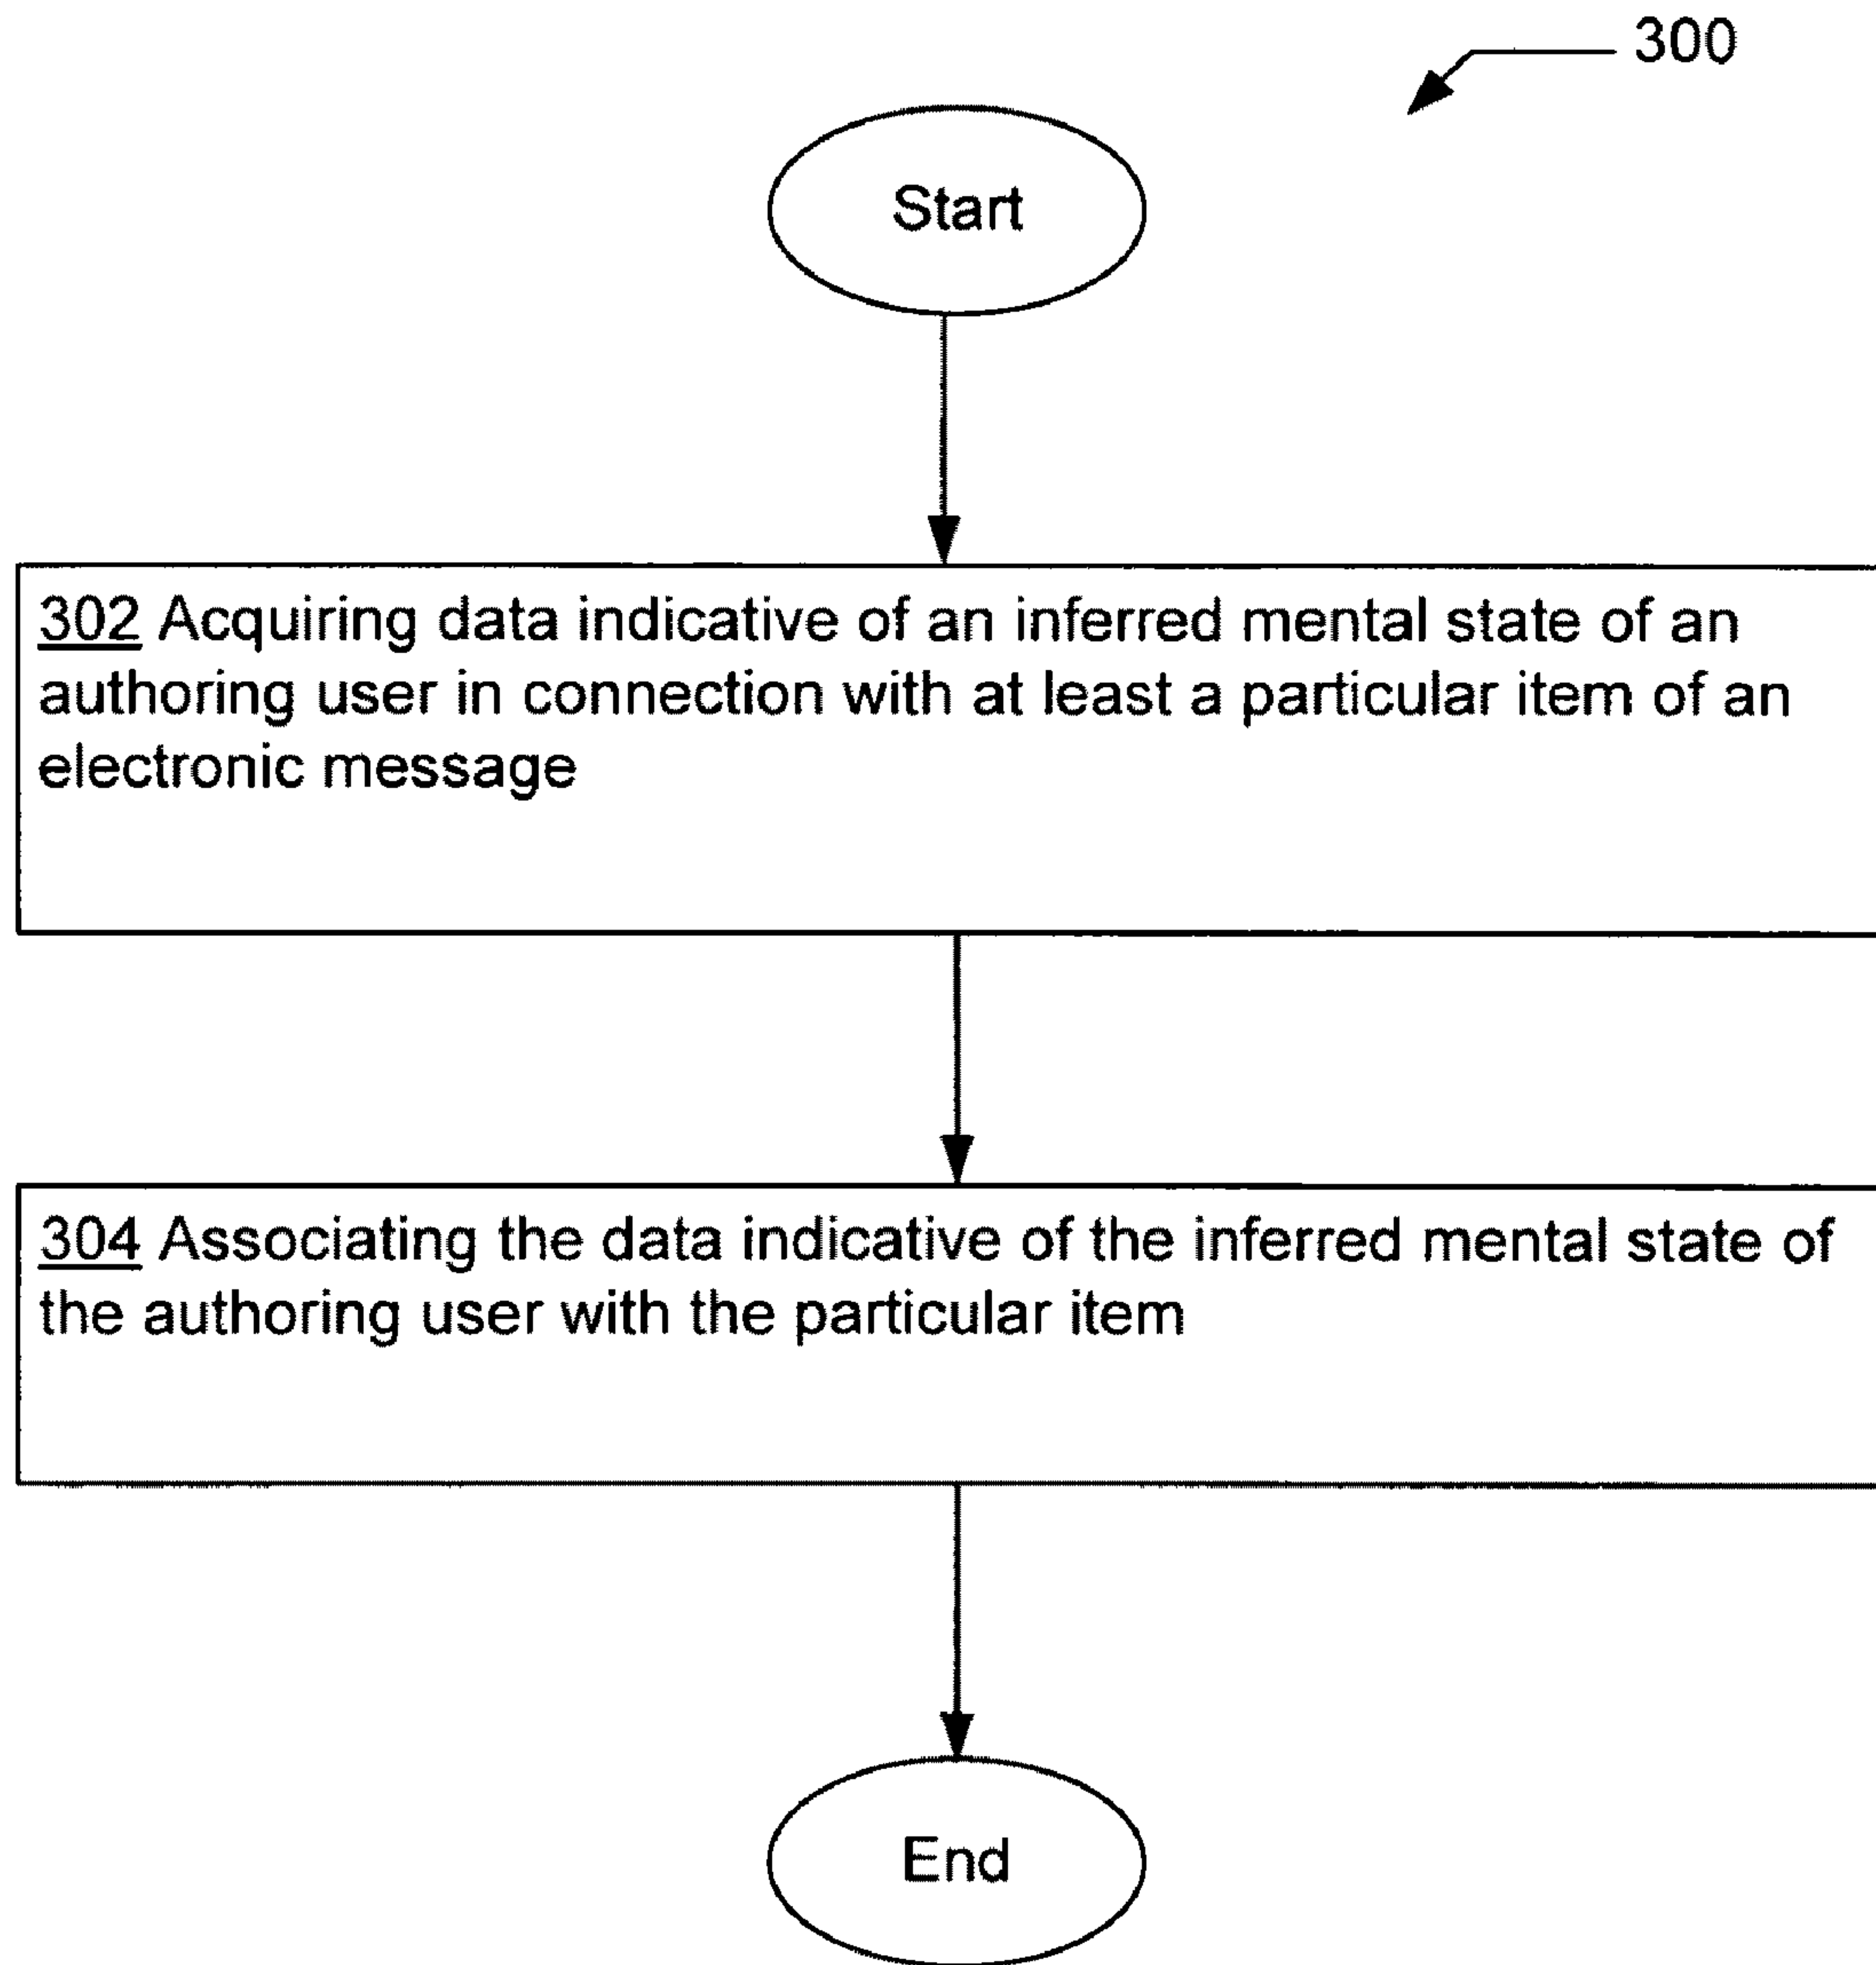 300
Start
302 Acquiring data indicative of an inferred mental state of an
authoring user in connection with at least a particular item of an
electronic message
304 Associating the data indicative of the inferred mental state of
the authoring user with the particular item
End